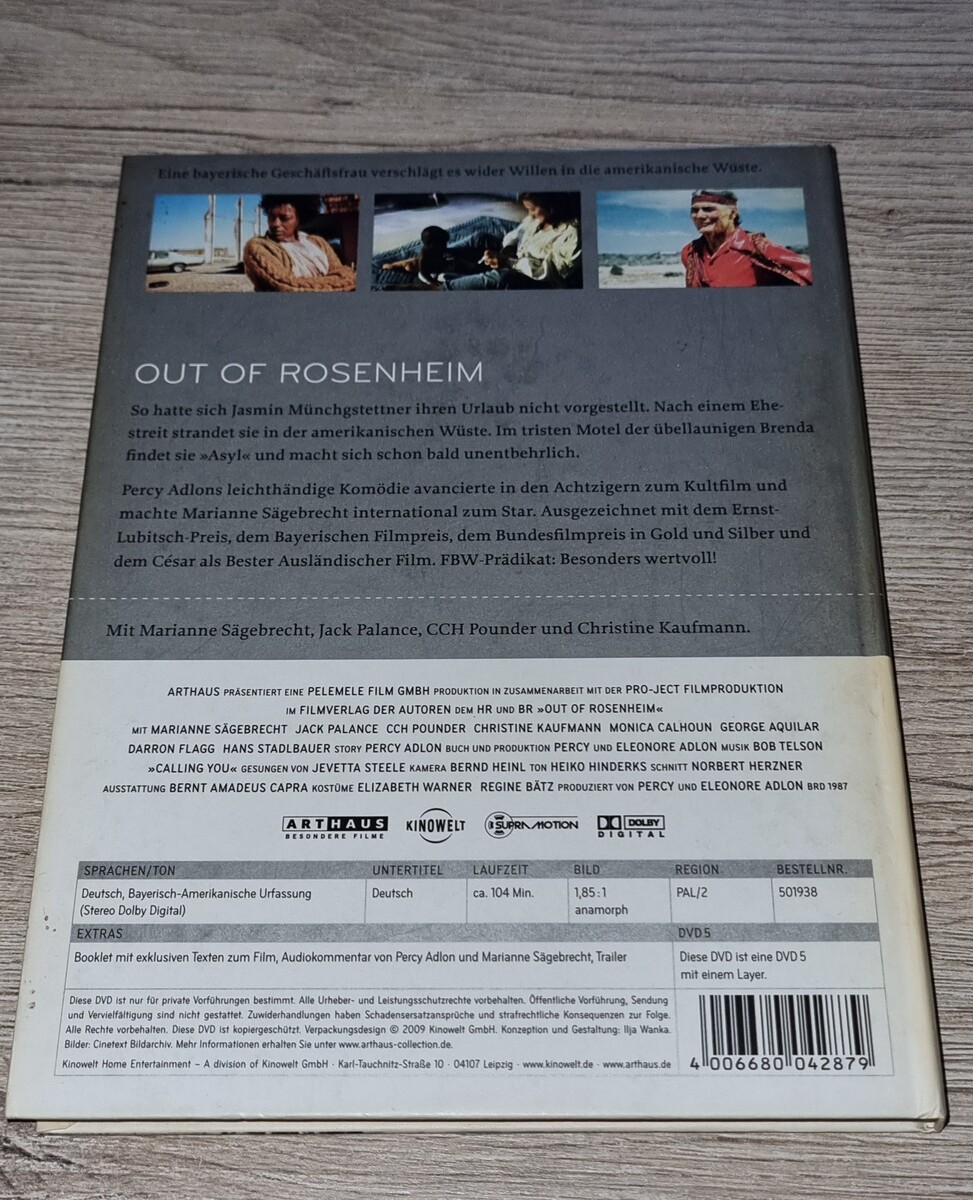 Eine bayerische Geschäftsfrau verschlägt es wider Willen in die amerikanische Wüste.
OUT OF ROSENHEIM
So hatte sich Jasmin Münchgstettner ihren Urlaub nicht vorgestellt. Nach einem Ehe-
streit strandet sie in der amerikanischen Wüste. Im tristen Motel der übellaunigen Brenda
findet sie »Asyl« und macht sich schon bald unentbehrlich.
Percy Adlons leichthändige Komödie avancierte in den Achtzigern zum Kultfilm und
machte Marianne Sägebrecht international zum Star. Ausgezeichnet mit dem Ernst-
Lubitsch-Preis, dem Bayerischen Filmpreis, dem Bundesfilmpreis in Gold und Silber und
dem César als Bester Ausländischer Film. FBW-Prädikat: Besonders wertvoll!
Mit Marianne Sägebrecht, Jack Palance, CCH Pounder und Christine Kaufmann.
ARTHAUS PRÄSENTIERT EINE PELEMELE FILM GMBH PRODUKTION IN ZUSAMMENARBEIT MIT DER PRO-JECT FILMPRODUKTION
IM FILMVERLAG DER AUTOREN DEM HR UND BR »OUT OF ROSENHEIM«
MIT MARIANNE SÄGEBRECHT JACK PALANCE CCH POUNDER CHRISTINE KAUFMANN MONICA CALHOUN GEORGE AQUILAR
DARRON FLAGG HANS STADLBAUER STORY PERCY ADLON BUCH UND PRODUKTION PERCY UND ELEONORE ADLON MUSIK BOB TELSON
»CALLING YOU« GESUNGEN VON JEVETTA STEELE KAMERA BERND HEINL TON HEIKO HINDERKS SCHNITT NORBERT HERZNER
AUSSTATTUNG BERNT AMADEUS CAPRA KOSTÜME ELIZABETH WARNER REGINE BÄTZ PRODUZIERT VON PERCY UND ELEONORE ADLON BRD 1987
ARTHAUS KINOWELT SUPRAMOTION DOLBY
BESONDERE FILME DIGITAL
SPRACHEN/TON UNTERTITEL LAUFZEIT BILD REGION BESTELLNR.
Deutsch, Bayerisch-Amerikanische Urfassung Deutsch ca. 104 Min. 1,85:1 PAL/2 501938
(Stereo Dolby Digital) anamorph
EXTRAS DVD 5
Booklet mit exklusiven Texten zum Film, Audiokommentar von Percy Adlon und Marianne Sägebrecht, Trailer Diese DVD ist eine DVD 5
mit einem Layer.
Diese DVD ist nur für private Vorführungen bestimmt. Alle Urheber- und Leistungsschutzrechte vorbehalten. Öffentliche Vorführung, Sendung
und Vervielfältigung sind nicht gestattet. Zuwiderhandlungen haben Schadensersatzansprüche und strafrechtliche Konsequenzen zur Folge.
Alle Rechte vorbehalten. Diese DVD ist kopiergeschützt. Verpackungsdesign © 2009 Kinowelt GmbH. Konzeption und Gestaltung: Ilja Wanka.
Bilder: Cinetext Bildarchiv. Mehr Informationen erhalten Sie unter www.arthaus-collection.de.
Kinowelt Home Entertainment – A division of Kinowelt GmbH · Karl-Tauchnitz-Straße 10 · 04107 Leipzig · www.kinowelt.de · www.arthaus.de
4 006680 042879